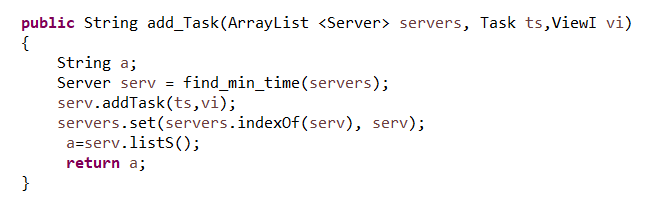 public String add_Task(ArrayList <Server> servers, Task ts,ViewI vi)
{
    String a;
    Server serv = find_min_time(servers);
    serv.addTask(ts,vi);
    servers.set(servers.indexOf(serv), serv);
     a=serv.listS();
     return a;
}